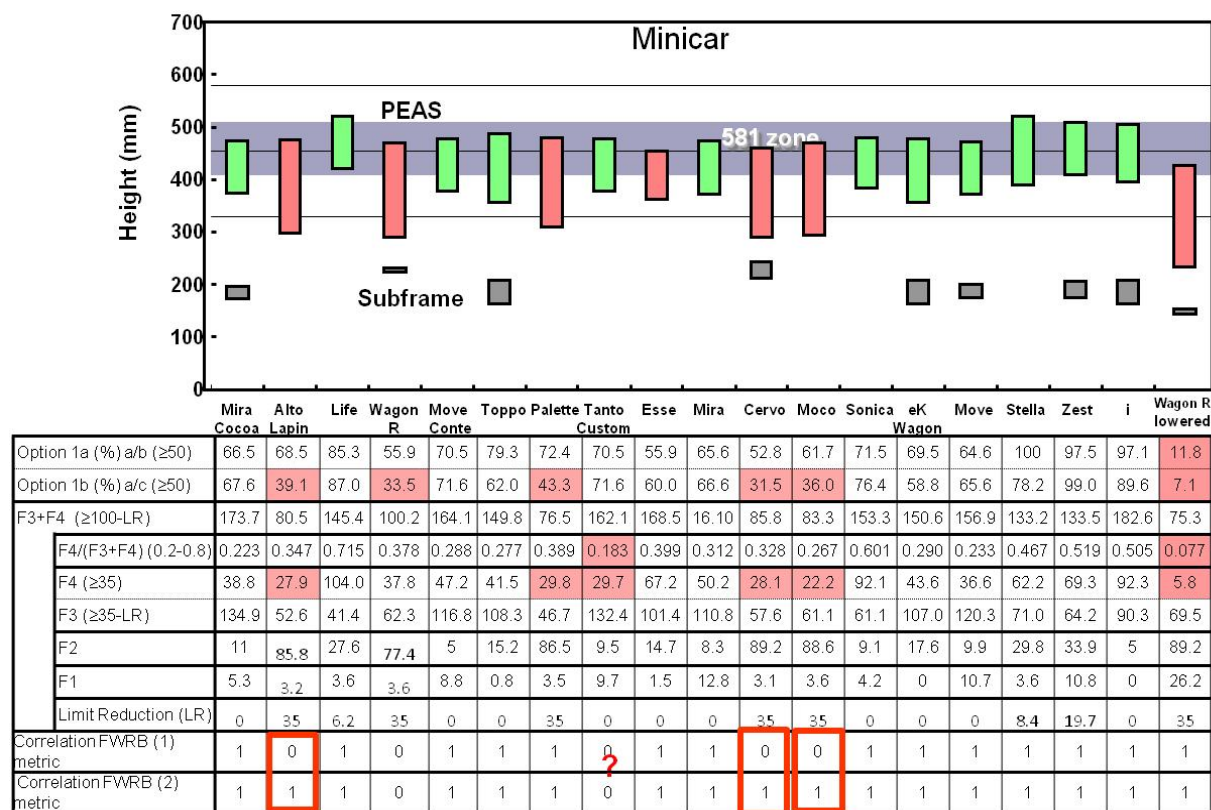 Minicar
Height (mm)
700
600
500
400
300
200
100
0
PEAS
581 zone
Subframe
Mira Cocoa Alto Lapin Life Wagon R Move Conte Toppo Palette Tanto Custom Esse Mira Cervo Moco Sonica eK Wagon Move Stella Zest i Wagon R lowered
Option 1a (%) a/b (≥50) 66.5 68.5 85.3 55.9 70.5 79.3 72.4 70.5 55.9 65.6 52.8 61.7 71.5 69.5 64.6 100 97.5 97.1 11.8
Option 1b (%) a/c (≥50) 67.6 39.1 87.0 33.5 71.6 62.0 43.3 71.6 60.0 66.6 31.5 36.0 76.4 58.8 65.6 78.2 99.0 89.6 7.1
F3+F4 (≥100-LR) 173.7 80.5 145.4 100.2 164.1 149.8 76.5 162.1 168.5 16.10 85.8 83.3 153.3 150.6 156.9 133.2 133.5 182.6 75.3
F4/(F3+F4) (0.2-0.8) 0.223 0.347 0.715 0.378 0.288 0.277 0.389 0.183 0.399 0.312 0.328 0.267 0.601 0.290 0.233 0.467 0.519 0.505 0.077
F4 (≥35) 38.8 27.9 104.0 37.8 47.2 41.5 29.8 29.7 67.2 50.2 28.1 22.2 92.1 43.6 36.6 62.2 69.3 92.3 5.8
F3 (≥35-LR) 134.9 52.6 41.4 62.3 116.8 108.3 46.7 132.4 101.4 110.8 57.6 61.1 61.1 107.0 120.3 71.0 64.2 90.3 69.5
F2 11 85.8 27.6 77.4 5 15.2 86.5 9.5 14.7 8.3 89.2 88.6 9.1 17.6 9.9 29.8 33.9 5 89.2
F1 5.3 3.2 3.6 3.6 8.8 0.8 3.5 9.7 1.5 12.8 3.1 3.6 4.2 0 10.7 3.6 10.8 0 26.2
Limit Reduction (LR) 0 35 6.2 35 0 0 35 0 0 0 35 35 0 0 0 8.4 19.7 0 35
Correlation FWRB (1) metric 1 0 1 0 1 1 1 0 1 1 0 0 1 1 1 1 1 1 1
?
Correlation FWRB (2) metric 1 1 1 0 1 1 1 0 1 1 1 1 1 1 1 1 1 1 1